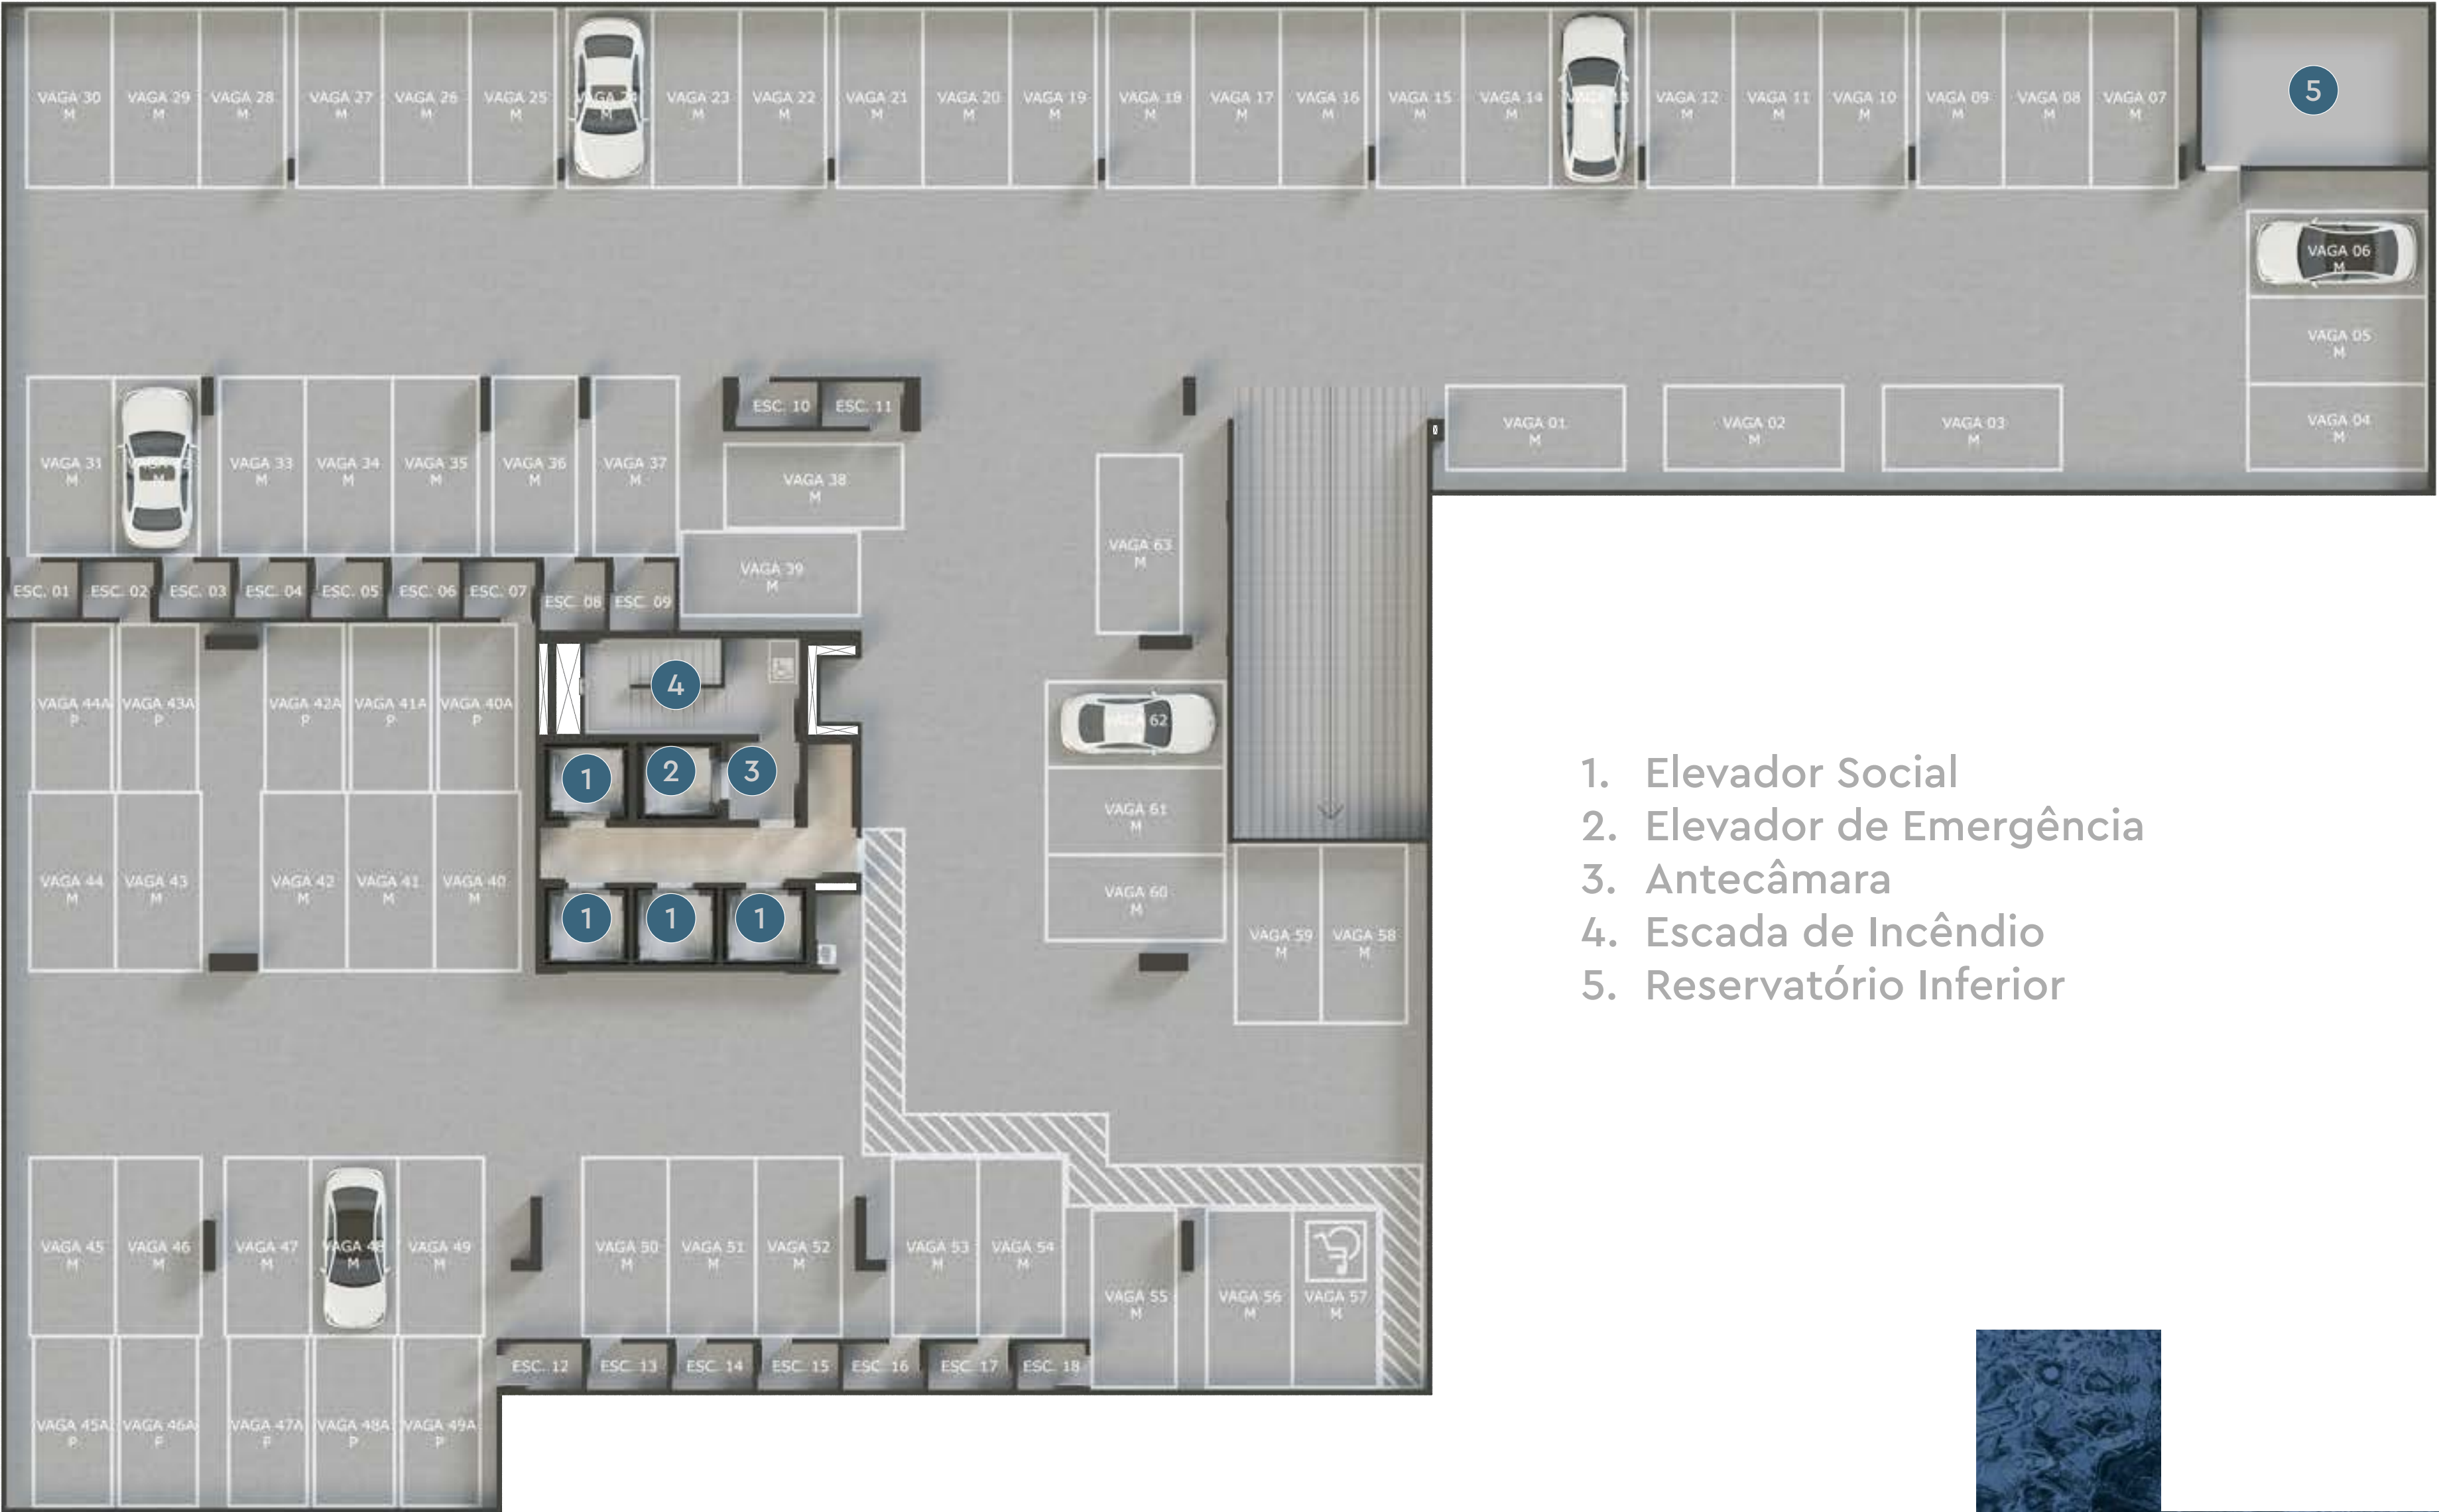 VAGA 30
M
VAGA 29
M
VAGA 28
M
VAGA 27
M
VAGA 26
M
VAGA 25
M
VAGA 24
M
VAGA 23
M
VAGA 22
M
VAGA 21
M
VAGA 20
M
VAGA 19
M
VAGA 18
M
VAGA 17
M
VAGA 16
M
VAGA 15
M
VAGA 14
M
VAGA 12
M
VAGA 11
M
VAGA 10
M
VAGA 09
M
VAGA 08
M
VAGA 07
M
5
VAGA 06
M
VAGA 05
M
VAGA 04
M
VAGA 01
M
VAGA 02
M
VAGA 03
M
ESC. 10
ESC. 11
VAGA 31
M
M
VAGA 33
M
VAGA 34
M
VAGA 35
M
VAGA 36
M
VAGA 37
M
VAGA 38
M
VAGA 39
M
VAGA 63
M
ESC. 01
ESC. 02
ESC. 03
ESC. 04
ESC. 05
ESC. 06
ESC. 07
ESC. 08
ESC. 09
VAGA 44A
P
VAGA 43A
P
VAGA 42A
P
VAGA 41A
P
VAGA 40A
P
4
VAGA 62
1
2
3
VAGA 61
M
VAGA 44
M
VAGA 43
M
VAGA 42
M
VAGA 41
M
VAGA 40
M
VAGA 60
M
1
1
1
VAGA 59
M
VAGA 58
M
1. Elevador Social
2. Elevador de Emergência
3. Antecâmara
4. Escada de Incêndio
5. Reservatório Inferior
VAGA 45
M
VAGA 46
M
VAGA 47
M
VAGA 48
M
VAGA 49
M
VAGA 50
M
VAGA 51
M
VAGA 52
M
VAGA 53
M
VAGA 54
M
VAGA 55
M
VAGA 56
M
VAGA 57
M
ESC. 12
ESC. 13
ESC. 14
ESC. 15
ESC. 16
ESC. 17
ESC. 18
VAGA 45A
P
VAGA 46A
P
VAGA 47A
P
VAGA 48A
P
VAGA 49A
P